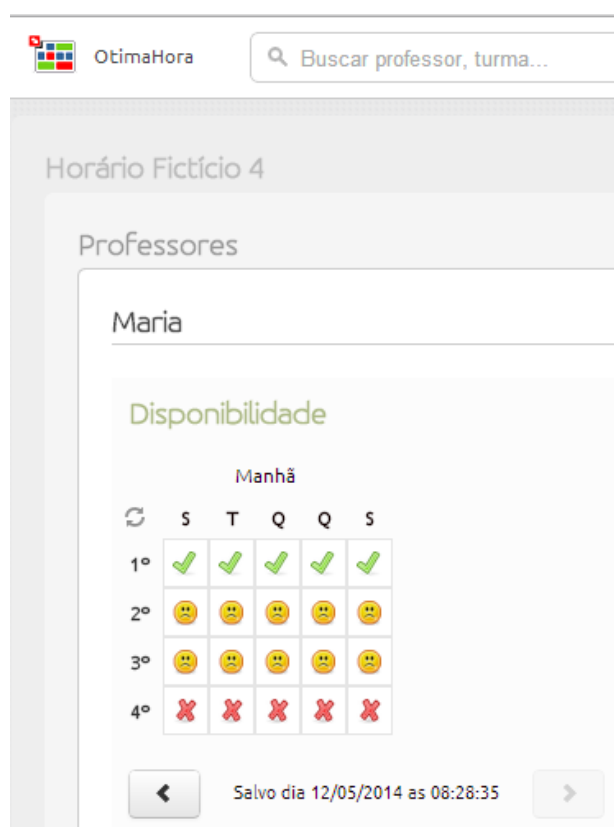 OtimaHora
Buscar professor, turma...
Horário Fictício 4
Professores
Maria
Disponibilidade
Manhã
S T Q Q S
1º
2º
3º
4º
Salvo dia 12/05/2014 as 08:28:35